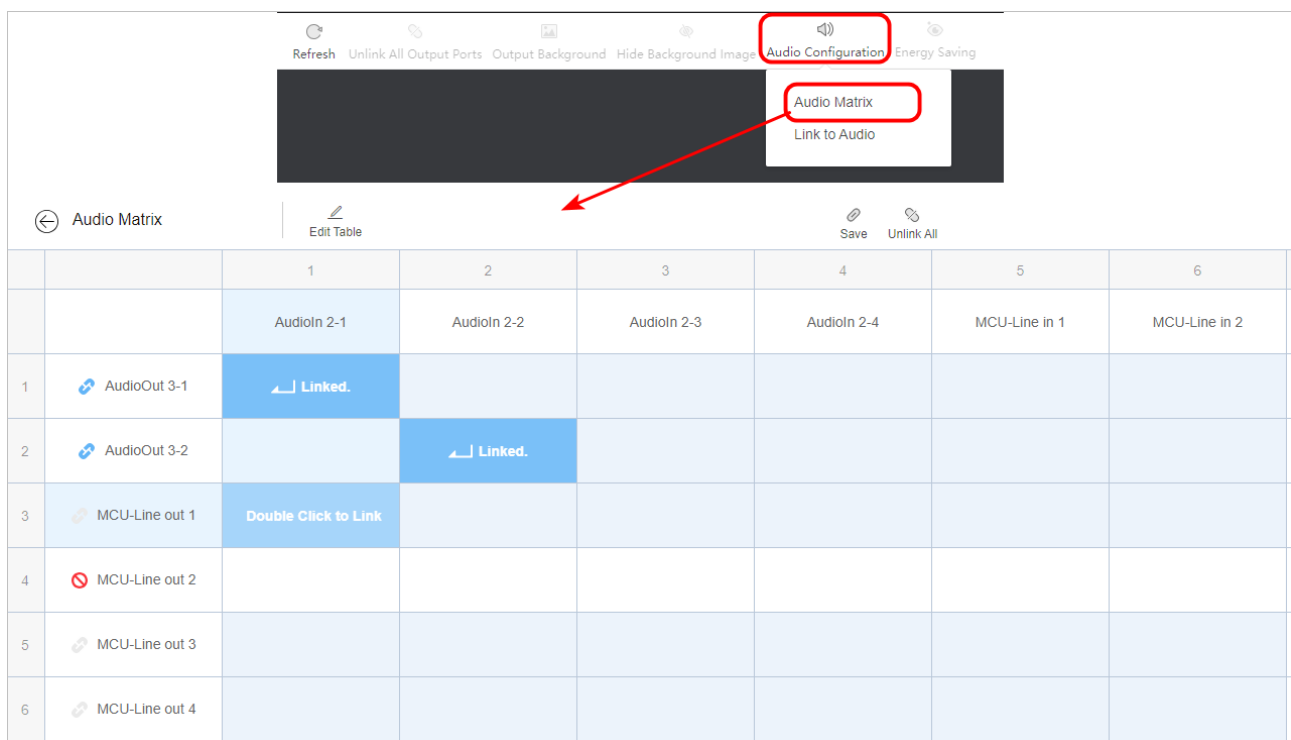 Refresh Unlink All Output Ports Output Background Hide Background Image Audio Configuration Energy Saving
Audio Matrix
Link to Audio
Audio Matrix Edit Table Save Unlink All
1 2 3 4 5 6
AudioIn 2-1 AudioIn 2-2 AudioIn 2-3 AudioIn 2-4 MCU-Line in 1 MCU-Line in 2
1 AudioOut 3-1 Linked.
2 AudioOut 3-2 Linked.
3 MCU-Line out 1 Double Click to Link
4 MCU-Line out 2
5 MCU-Line out 3
6 MCU-Line out 4